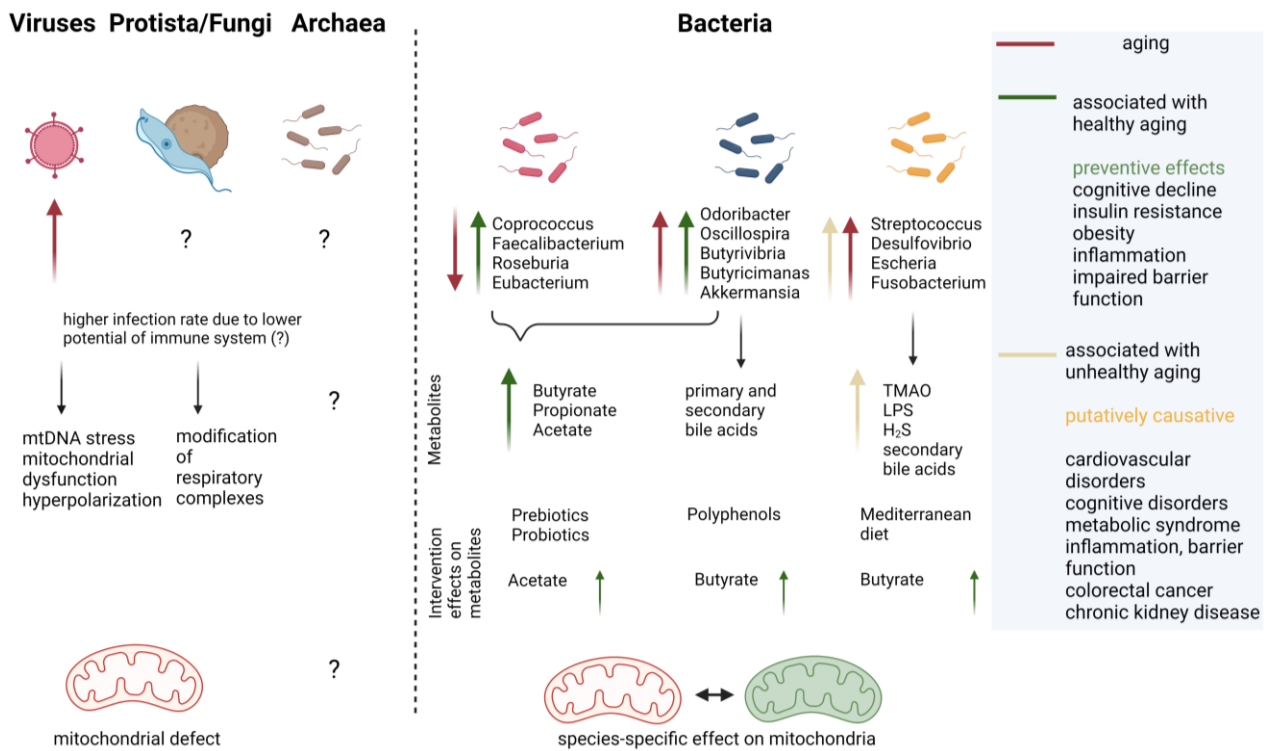 Viruses
Protista/Fungi
Archaea
Bacteria
?
?
higher infection rate due to lower
potential of immune system (?)
mtDNA stress
mitochondrial
dysfunction
hyperpolarization
modification
of
respiratory
complexes
?
mitochondrial defect
?
Coprococcus
Faecalibacterium
Roseburia
Eubacterium
Odoribacter
Oscillospira
Butyrivibria
Butyricimanas
Akkermansia
Streptococcus
Desulfovibrio
Escheria
Fusobacterium
Metabolites
Butyrate
Propionate
Acetate
primary and
secondary
bile acids
TMAO
LPS
H₂S
secondary
bile acids
Intervention
effects on
metabolites
Prebiotics
Probiotics
Polyphenols
Mediterranean
diet
Acetate
Butyrate
Butyrate
species-specific effect on mitochondria
aging
associated with
healthy aging
preventive effects
cognitive decline
insulin resistance
obesity
inflammation
impaired barrier
function
associated with
unhealthy aging
putatively causative
cardiovascular
disorders
cognitive disorders
metabolic syndrome
inflammation, barrier
function
colorectal cancer
chronic kidney disease